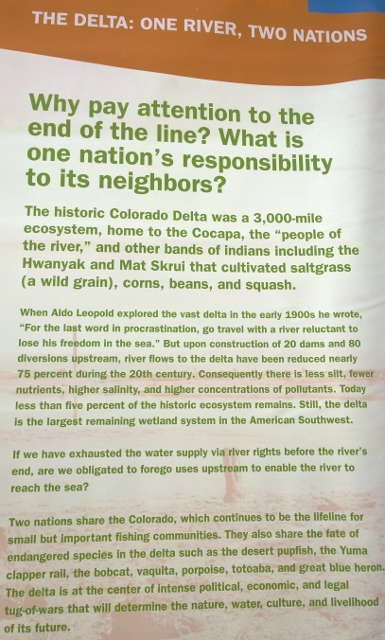 THE DELTA: ONE RIVER, TWO NATIONS
Why pay attention to the
end of the line? What is
one nation's responsibility
to its neighbors?
The historic Colorado Delta was a 3,000-mile
ecosystem, home to the Cocapa, the "people of
the river," and other bands of indians including the
Hwanyak and Mat Skrui that cultivated saltgrass
(a wild grain), corns, beans, and squash.
When Aldo Leopold explored the vast delta in the early 1900s he wrote,
"For the last word in procrastination, go travel with a river reluctant to
lose his freedom in the sea." But upon construction of 20 dams and 80
diversions upstream, river flows to the delta have been reduced nearly
75 percent during the 20th century. Consequently there is less silt, fewer
nutrients, higher salinity, and higher concentrations of pollutants. Today
less than five percent of the historic ecosystem remains. Still, the delta
is the largest remaining wetland system in the American Southwest.
If we have exhausted the water supply via river rights before the river's
end, are we obligated to forego uses upstream to enable the river to
reach the sea?
Two nations share the Colorado, which continues to be the lifeline for
small but important fishing communities. They also share the fate of
endangered species in the delta such as the desert pupfish, the Yuma
clapper rail, the bobcat, vaquita, porpoise, totoaba, and great blue heron.
The delta is at the center of intense political, economic, and legal
tug-of-wars that will determine the nature, water, culture, and livelihood
of its future.